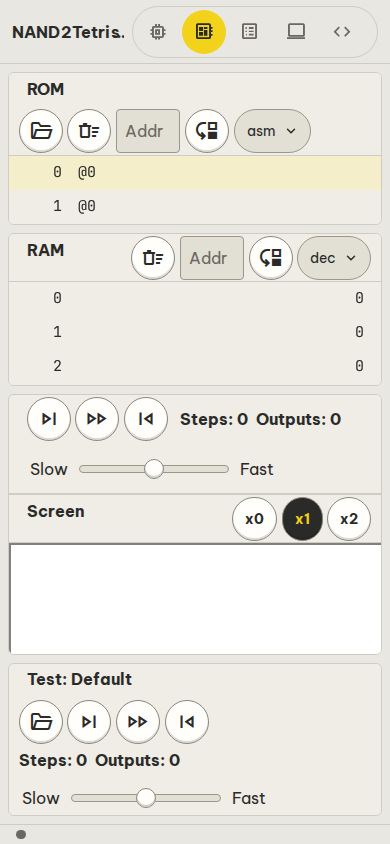 NAND2Tetris..
ROM
Addr asm
0 @0
1 @0
RAM
Addr dec
0 0
1 0
2 0
Steps: 0 Outputs: 0
Slow Fast
Screen x0 x1 x2
Test: Default
Steps: 0 Outputs: 0
Slow Fast